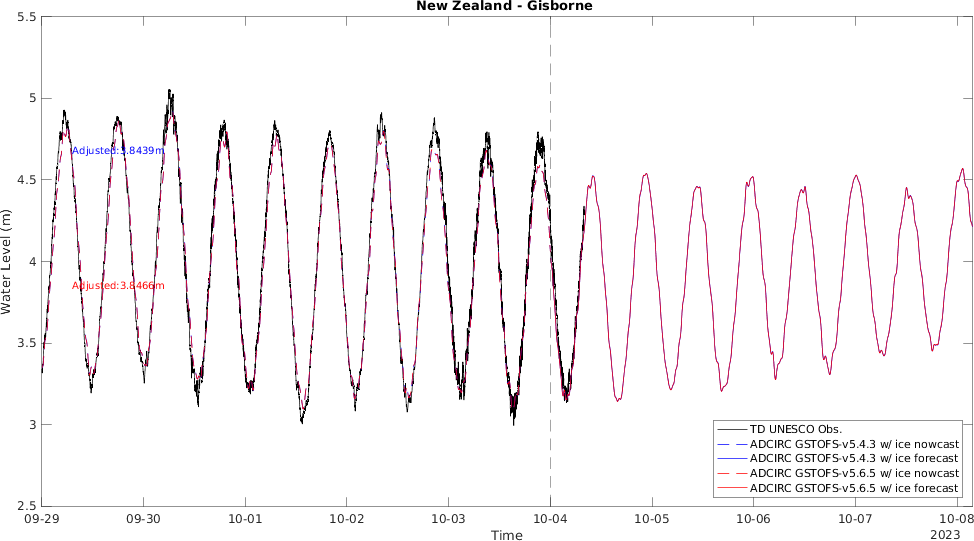 New Zealand - Gisborne
5.5
5
4.5
4
3.5
3
2.5
Water Level (m)
Adjusted:3.8439m
Adjusted:3.8466m
TD UNESCO Obs.
ADCIRC GSTOFS-v5.4.3 w/ ice nowcast
ADCIRC GSTOFS-v5.4.3 w/ ice forecast
ADCIRC GSTOFS-v5.6.5 w/ ice nowcast
ADCIRC GSTOFS-v5.6.5 w/ ice forecast
09-29 09-30 10-01 10-02 10-03 10-04 10-05 10-06 10-07 10-08
Time
2023